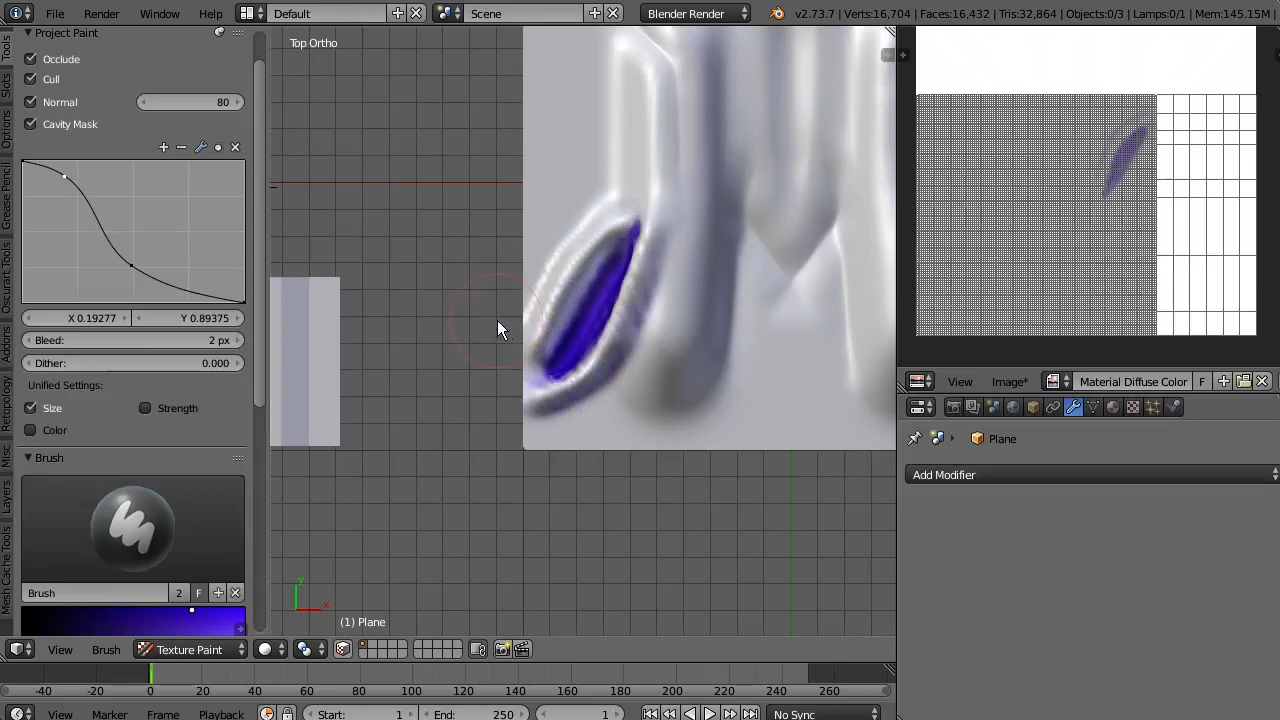 File Render Window Help Default Scene Blender Render v2.73.7 | Verts:16,704 | Faces:16,432 | Tris:32,864 | Objects:0/3 | Lamps:0/1 | Mem:145.15M
Project Paint
Occlude
Cull
Normal 80
Cavity Mask
X 0.19277 Y 0.89375
Bleed: 2 px
Dither: 0.000
Unified Settings:
Size Strength
Color
Brush
Brush 2 F
Tools
Slots
Options
Grease Pencil
Oscurart Tools
Addons
Retopology
Misc
Layers
Mesh Cache Tools
Top Ortho
y
x
(1) Plane
View Brush Texture Paint
-40 -20 0 20 40 60 80 100 120 140 160 180 200 220 240 260
View Marker Frame Playback Start: 1 End: 250 1 No Sync
View Image* Material Diffuse Color F
Plane
Add Modifier